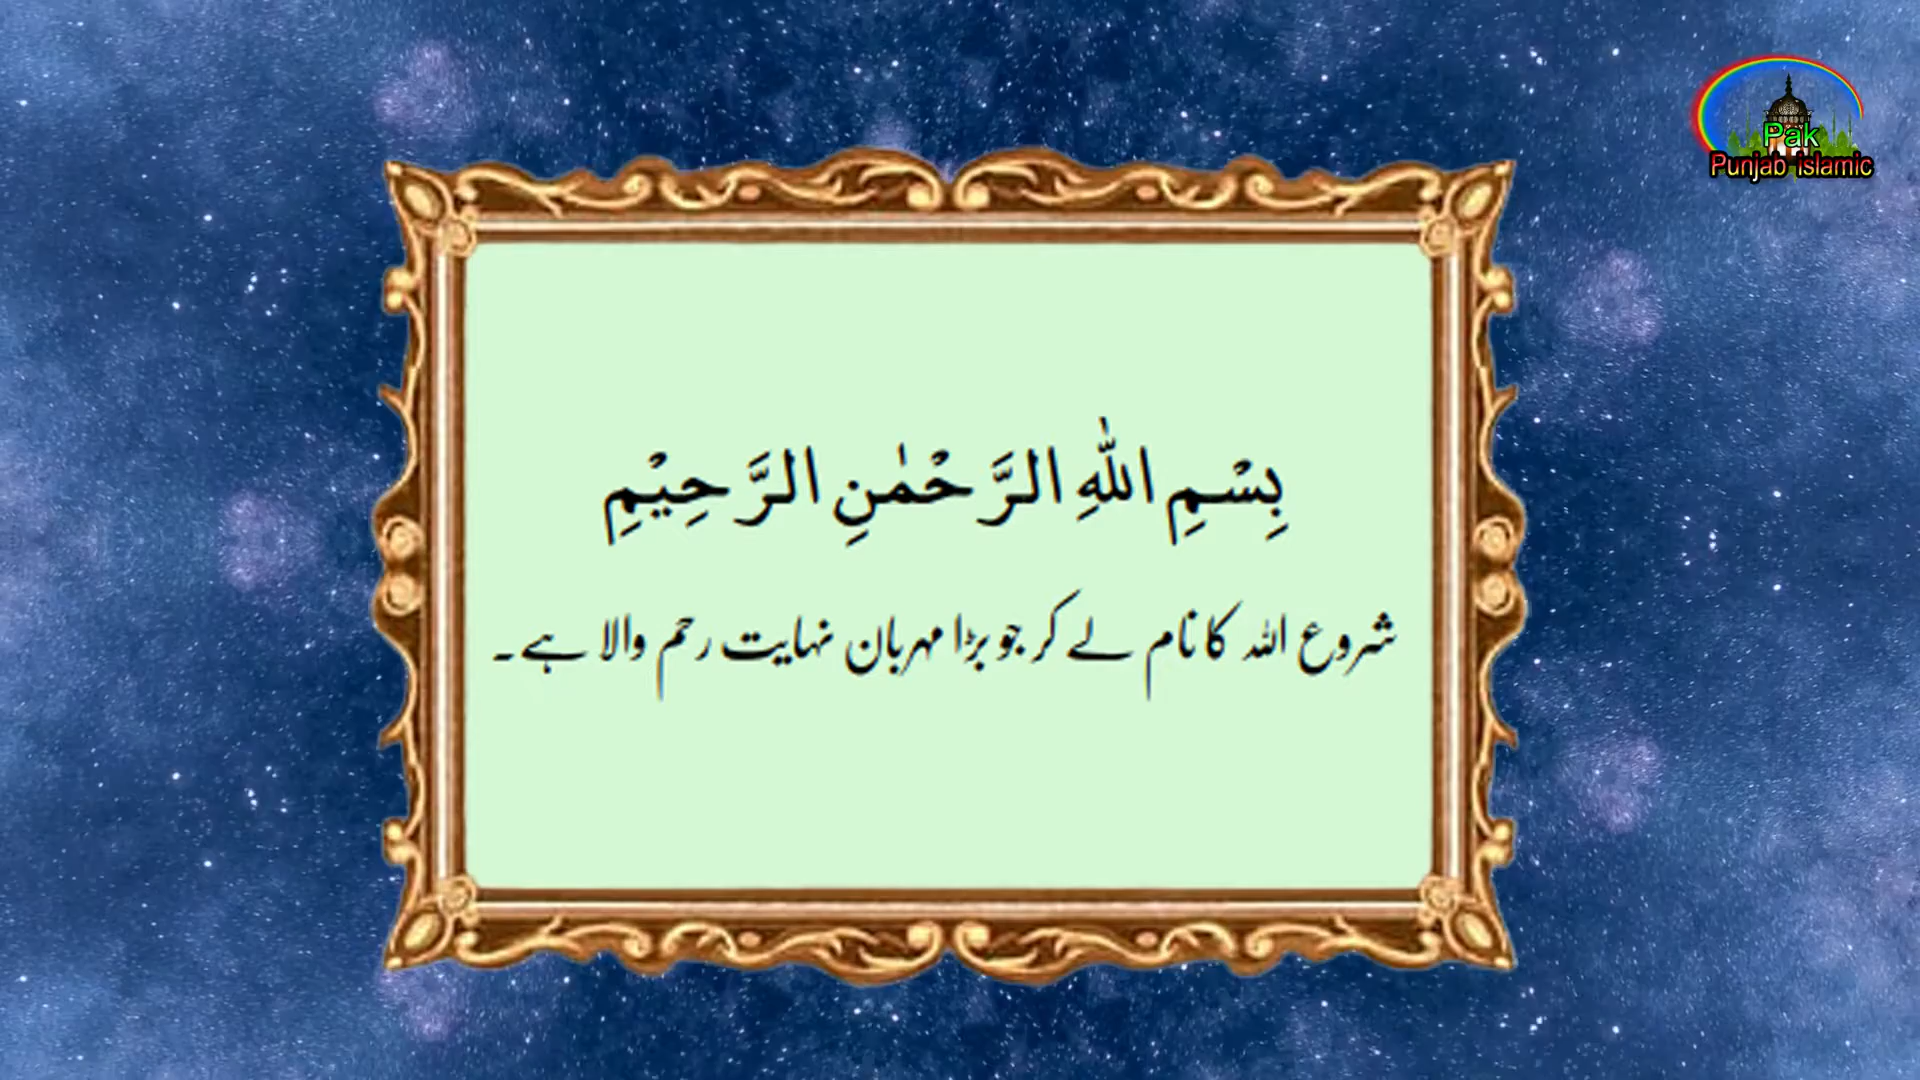 بِسْمِ اللّٰهِ الرَّحْمٰنِ الرَّحِيْمِ
شروع اللہ کا نام لے کر جو بڑا مہربان نہایت رحم والا ہے۔
Pak
Punjab islamic